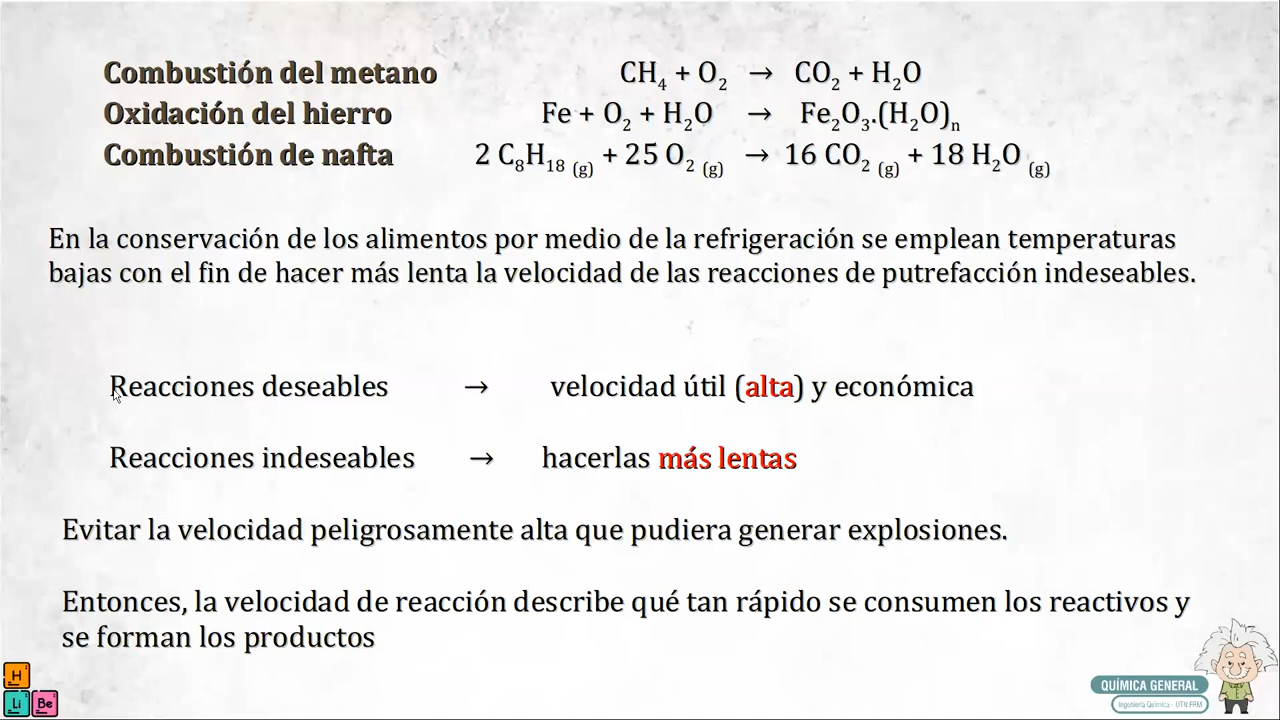 Combustión del metano CH₄ + O₂ → CO₂ + H₂O
Oxidación del hierro Fe + O₂ + H₂O → Fe₂O₃.(H₂O)ₙ
Combustión de nafta 2 C₈H₁₈ (g) + 25 O₂ (g) → 16 CO₂ (g) + 18 H₂O (g)
En la conservación de los alimentos por medio de la refrigeración se emplean temperaturas
bajas con el fin de hacer más lenta la velocidad de las reacciones de putrefacción indeseables.
Reacciones deseables → velocidad útil (alta) y económica
Reacciones indeseables → hacerlas más lentas
Evitar la velocidad peligrosamente alta que pudiera generar explosiones.
Entonces, la velocidad de reacción describe qué tan rápido se consumen los reactivos y
se forman los productos
H
Li Be
QUÍMICA GENERAL
Ingeniería Química - UTN FRM